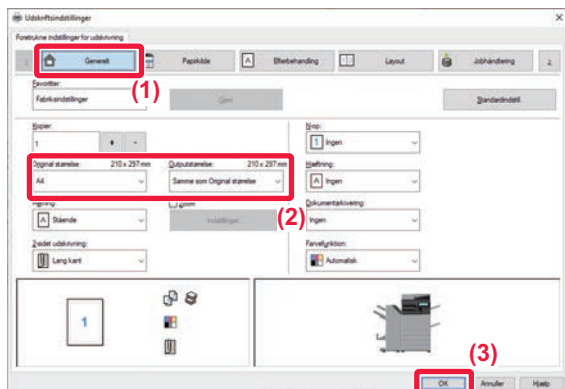 Udskriftsindstillinger
Foretrukne indstillinger for udskrivning
Generelt Papirkilde Efterbehandling Layout Jobhåndtering
(1)
Favoritter:
Fabriksindstillinger Gem Standardindstil.
Kopier: N-op:
1 + - 1 Ingen
Original størrelse: 210 x 297 mm Outputstørrelse: 210 x 297 mm Hæftning:
A4 Samme som Original størrelse A Ingen
(2)
Zoom Dokumentarkivering:
A Stående Indstillinger Ingen
2-sidet udskrivning: Farvefunktion:
Lang kant Automatisk
1
(3)
OK Annuller Hjælp